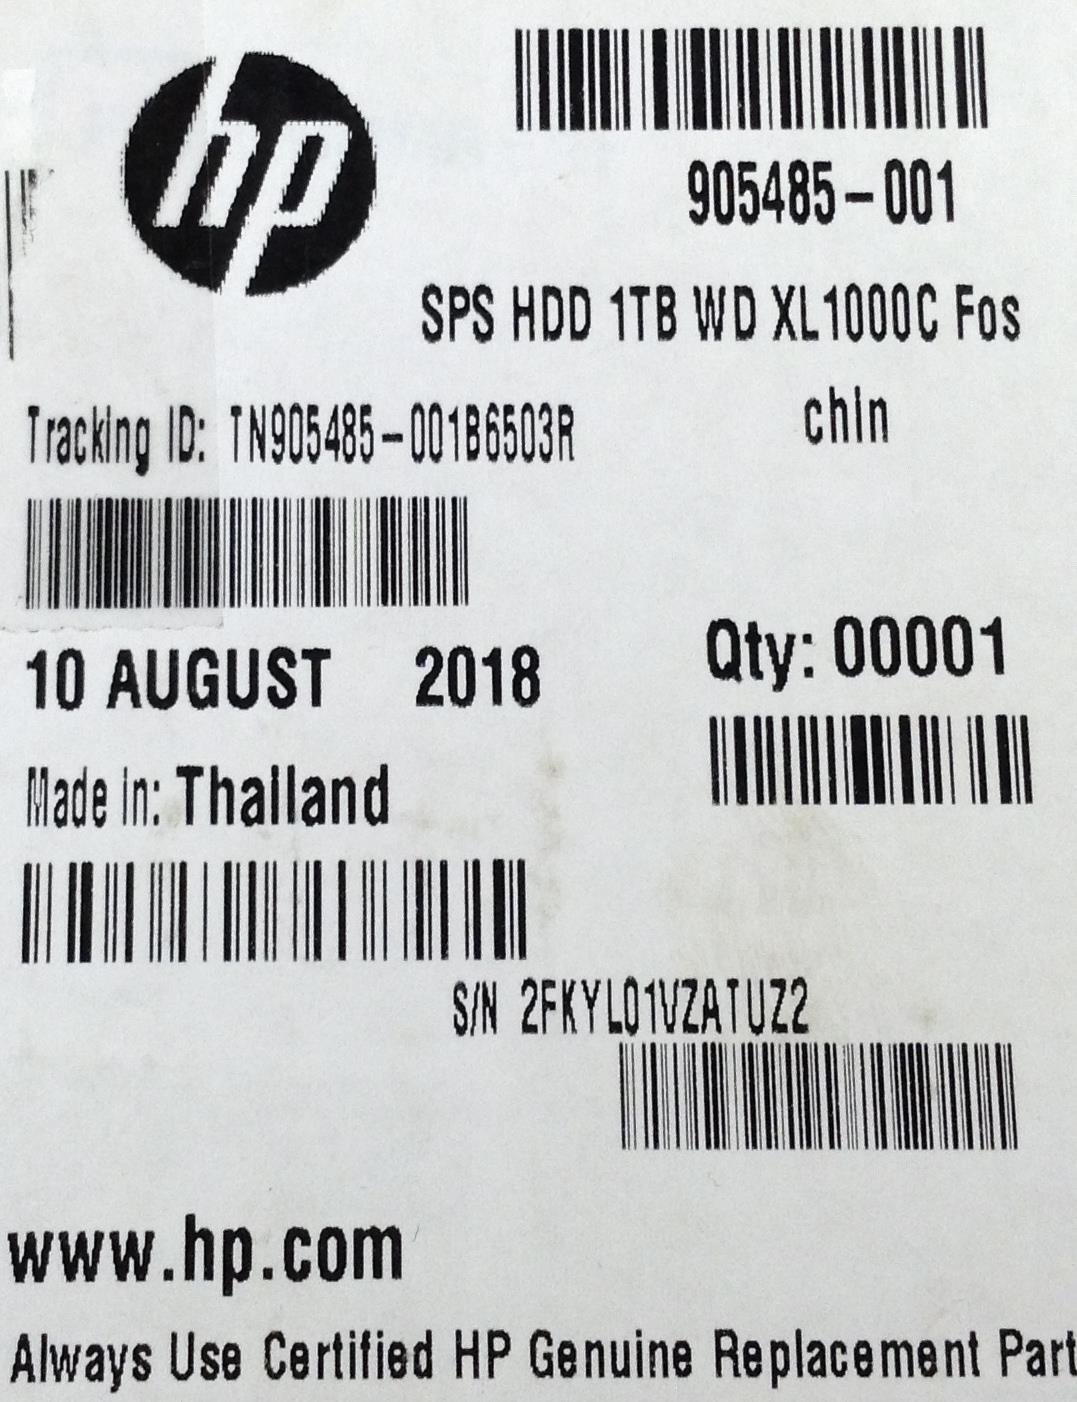 hp
905485-001
SPS HDD 1TB WD XL1000C Fos
chin
Tracking ID: TN905485-001B6503R
10 AUGUST 2018
Qty: 00001
Made in: Thailand
S/N 2FKYL01VZATUZ2
www.hp.com
Always Use Certified HP Genuine Replacement Part